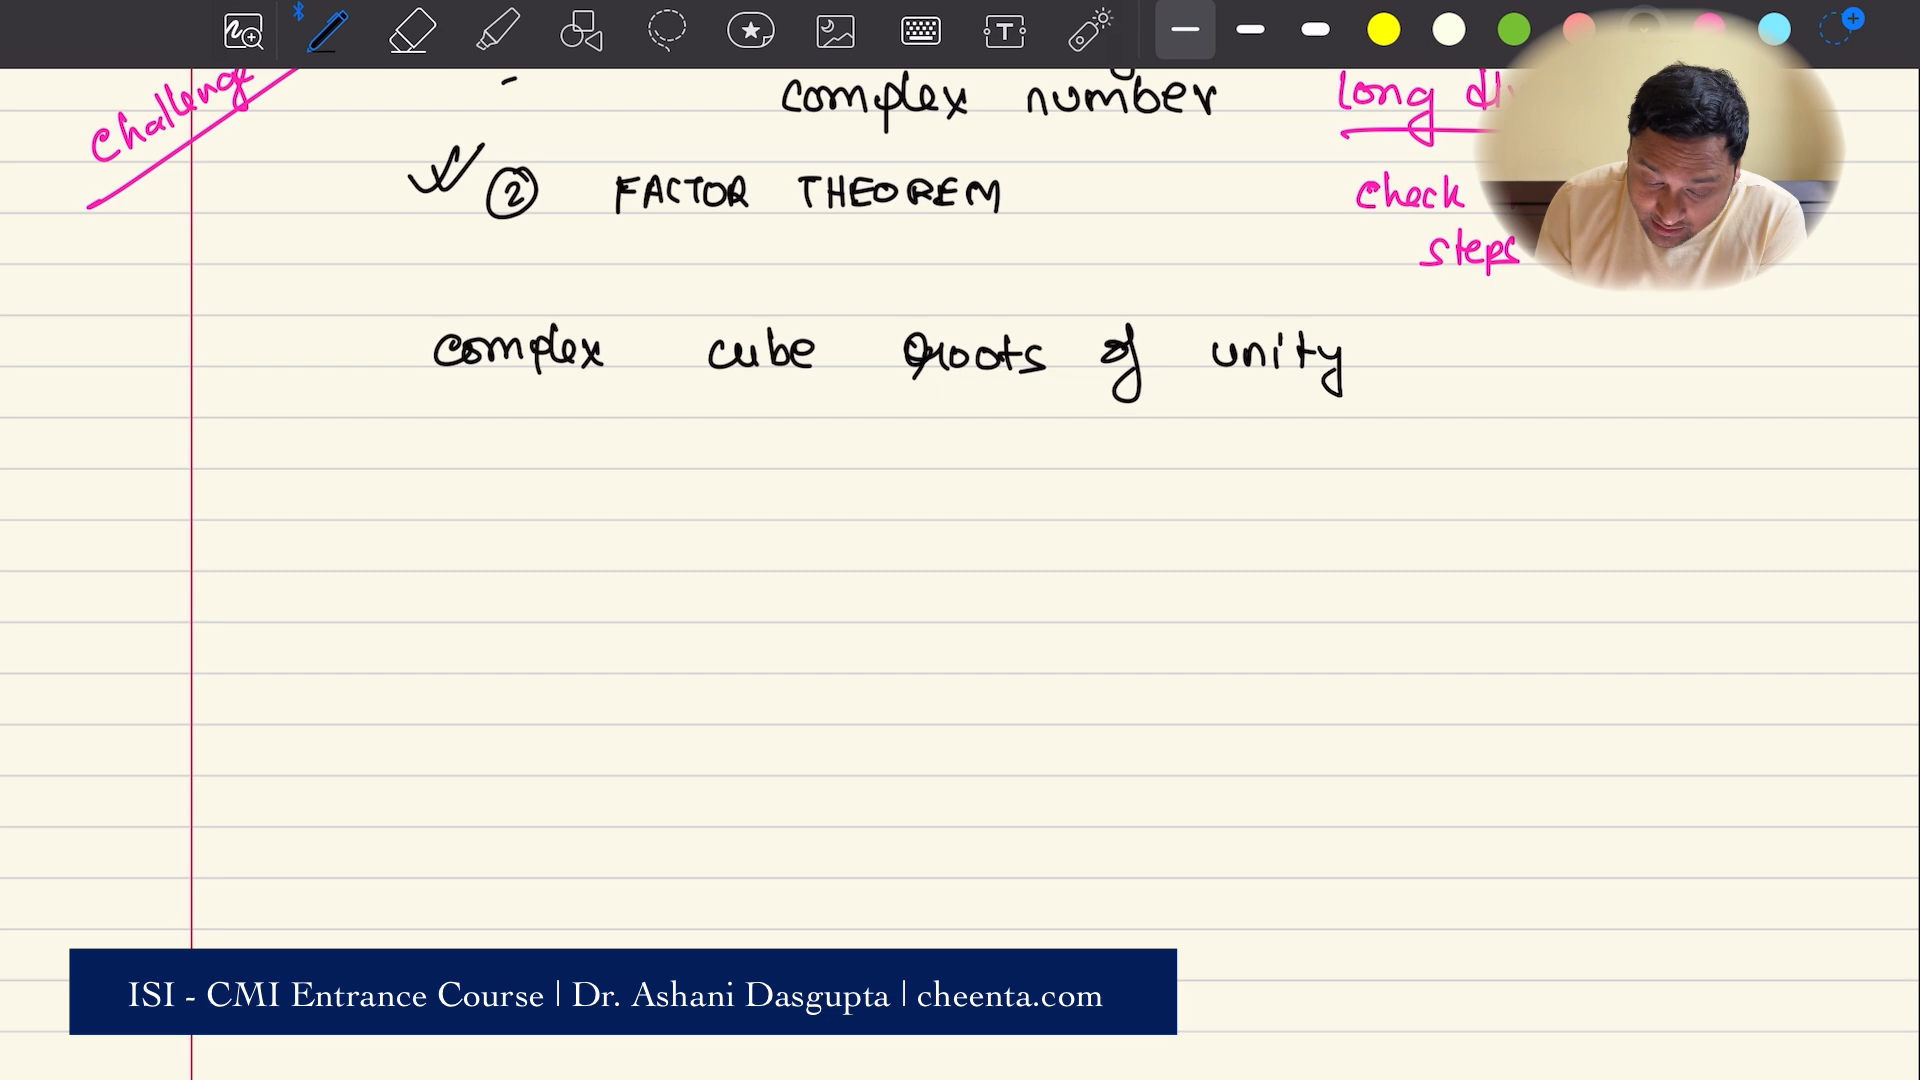 challeng
complex number
long di
② FACTOR THEOREM
check
steps
complex cube roots of unity
ISI - CMI Entrance Course | Dr. Ashani Dasgupta | cheenta.com